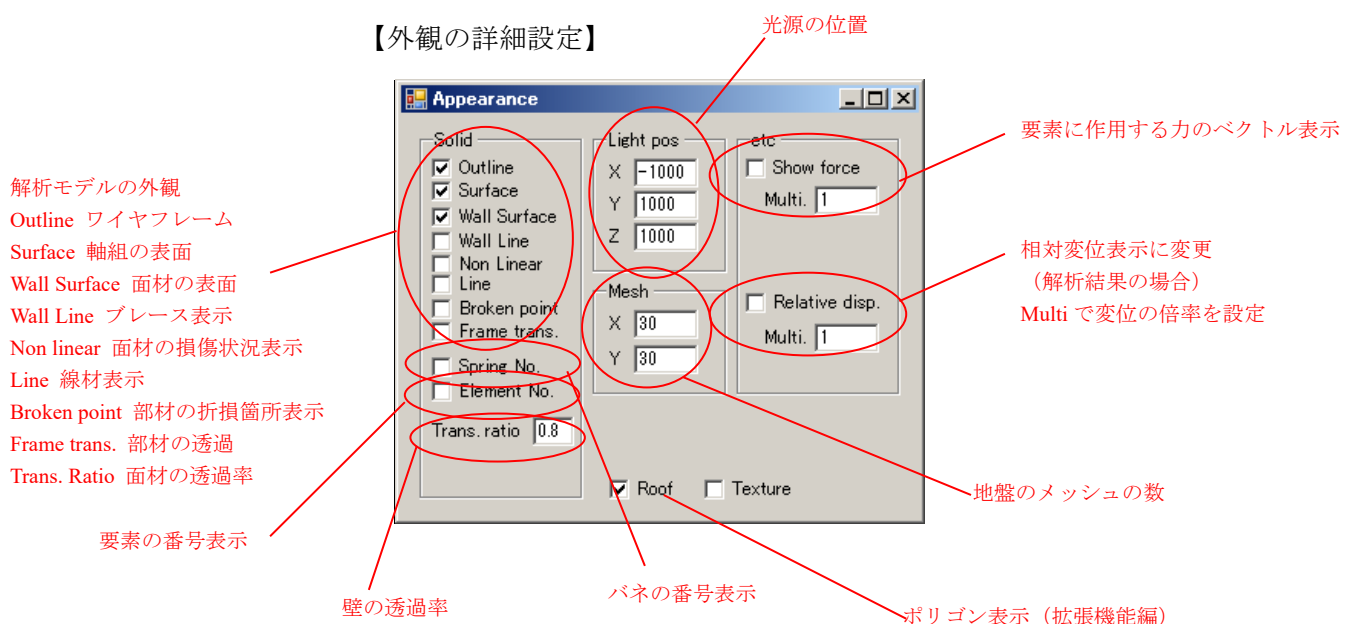 光源の位置
【外観の詳細設定】
Appearance
Solid
Outline
Surface
Wall Surface
Wall Line
Non Linear
Line
Broken point
Frame trans.
Spring No.
Element No.
Trans. ratio 0.8
Light pos
X -1000
Y 1000
Z 1000
Mesh
X 30
Y 30
etc
Show force
Multi. 1
Relative disp.
Multi. 1
Roof
Texture
解析モデルの外観
Outline ワイヤフレーム
Surface 軸組の表面
Wall Surface 面材の表面
Wall Line ブレース表示
Non linear 面材の損傷状況表示
Line 線材表示
Broken point 部材の折損箇所表示
Frame trans. 部材の透過
Trans. Ratio 面材の透過率
要素の番号表示
壁の透過率
バネの番号表示
要素に作用する力のベクトル表示
相対変位表示に変更
（解析結果の場合）
Multi で変位の倍率を設定
地盤のメッシュの数
ポリゴン表示（拡張機能編）